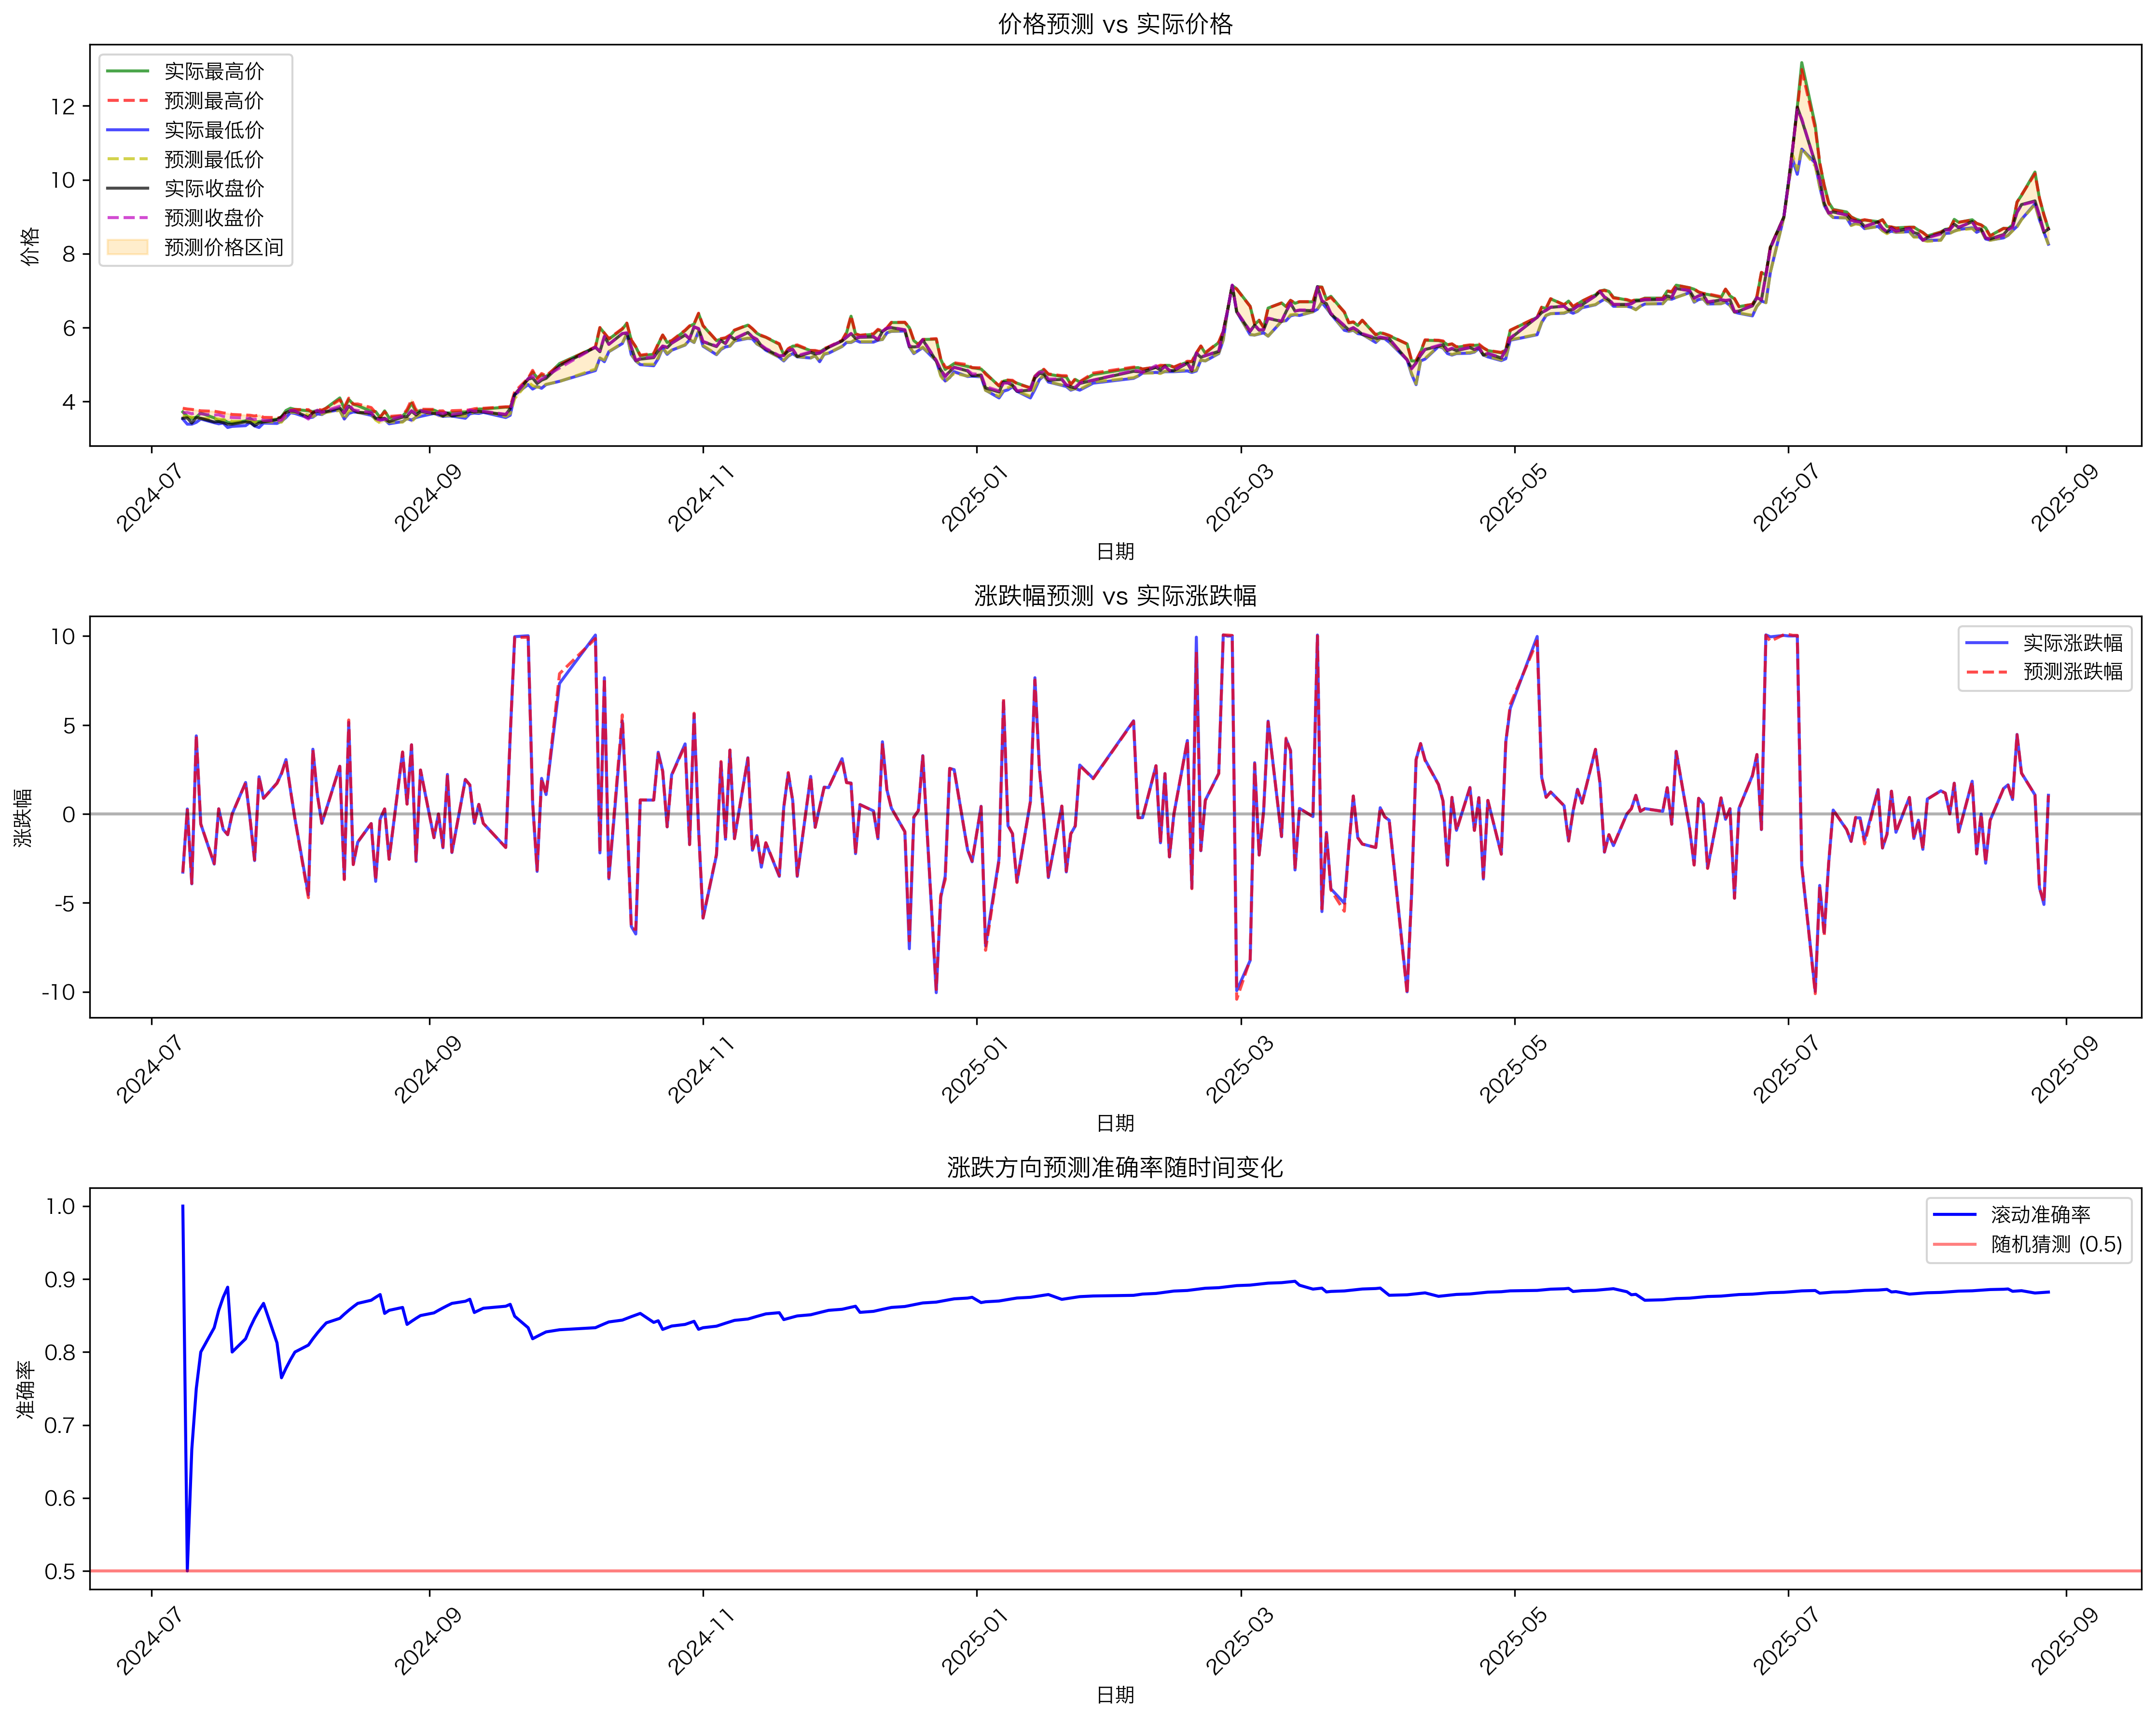 价格预测 vs 实际价格
实际最高价
预测最高价
实际最低价
预测最低价
实际收盘价
预测收盘价
预测价格区间
价格
12
10
8
6
4
2024-07
2024-09
2024-11
2025-01
2025-03
2025-05
2025-07
2025-09
日期
涨跌幅预测 vs 实际涨跌幅
实际涨跌幅
预测涨跌幅
涨跌幅
10
5
0
-5
-10
2024-07
2024-09
2024-11
2025-01
2025-03
2025-05
2025-07
2025-09
日期
涨跌方向预测准确率随时间变化
滚动准确率
随机猜测 (0.5)
准确率
1.0
0.9
0.8
0.7
0.6
0.5
2024-07
2024-09
2024-11
2025-01
2025-03
2025-05
2025-07
2025-09
日期